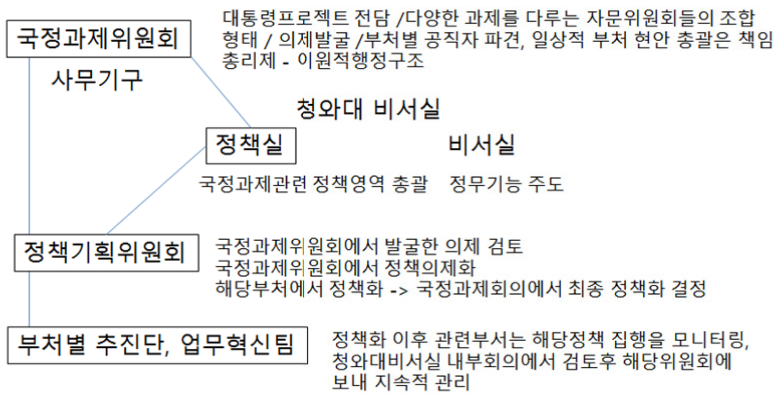 국정과제위원회
대통령프로젝트 전담 /다양한 과제를 다루는 자문위원회들의 조합
형태 / 의제발굴 /부처별 공직자 파견, 일상적 부처 현안 총괄은 책임
총리제 - 이원적행정구조
사무기구
청와대 비서실
정책실
비서실
국정과제관련 정책영역 총괄
정무기능 주도
정책기획위원회
국정과제위원회에서 발굴한 의제 검토
국정과제위원회에서 정책의제화
해당부처에서 정책화 -> 국정과제회의에서 최종 정책화 결정
부처별 추진단, 업무혁신팀
정책화 이후 관련부서는 해당정책 집행을 모니터링,
청와대비서실 내부회의에서 검토후 해당위원회에
보내 지속적 관리